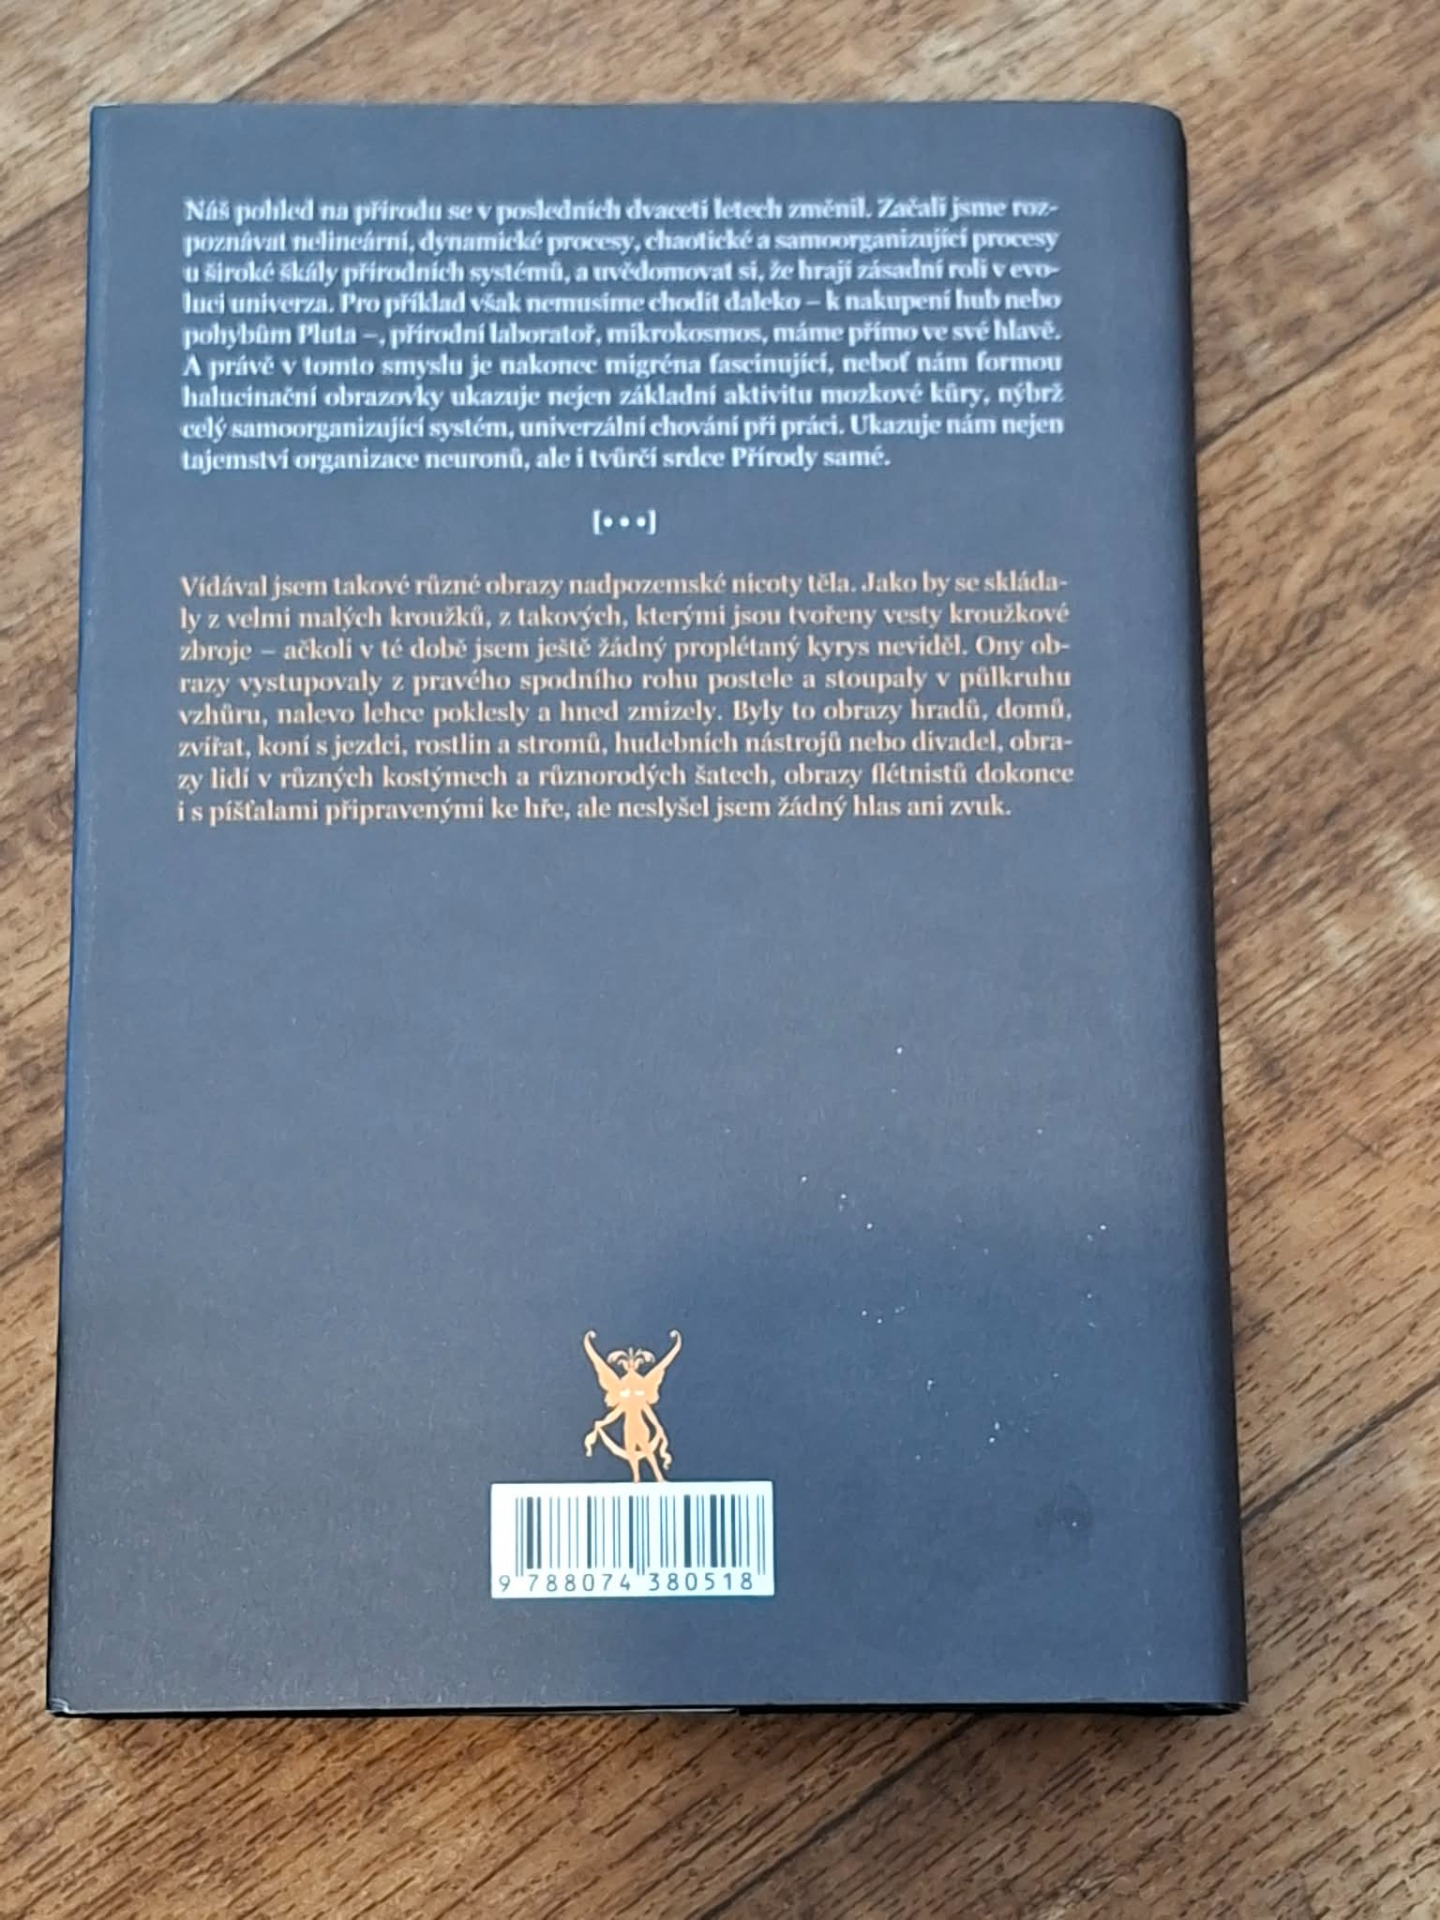 Náš pohled na přírodu se v posledních dvaceti letech změnil. Začali jsme roz-
poznávat nelineární, dynamické procesy, chaotické a samoorganizující procesy
u široké škály přírodních systémů, a uvědomovat si, že hrají zásadní roli v evo-
luci univerza. Pro příklad však nemusíme chodit daleko – k nakupení hub nebo
pohybům Pluta –, přírodní laboratoř, mikrokosmos, máme přímo ve své hlavě.
A právě v tomto smyslu je nakonec migréna fascinující, neboť nám formou
halucinační obrazovky ukazuje nejen základní aktivitu mozkové kůry, nýbrž
celý samoorganizující systém, univerzální chování při práci. Ukazuje nám nejen
tajemství organizace neuronů, ale i tvůrčí srdce Přírody samé.
[•••]
Vídával jsem takové různé obrazy nadpozemské nicoty těla. Jako by se skláda-
ly z velmi malých kroužků, z takových, kterými jsou tvořeny vesty kroužkové
zbroje – ačkoli v té době jsem ještě žádný proplétaný kyrys neviděl. Ony ob-
razy vystupovaly z pravého spodního rohu postele a stoupaly v půlkruhu
vzhůru, nalevo lehce poklesly a hned zmizely. Byly to obrazy hradů, domů,
zvířat, koní s jezdci, rostlin a stromů, hudebních nástrojů nebo divadel, obra-
zy lidí v různých kostýmech a různorodých šatech, obrazy flétnistů dokonce
i s píšťalami připravenými ke hře, ale neslyšel jsem žádný hlas ani zvuk.
9 788074 380518